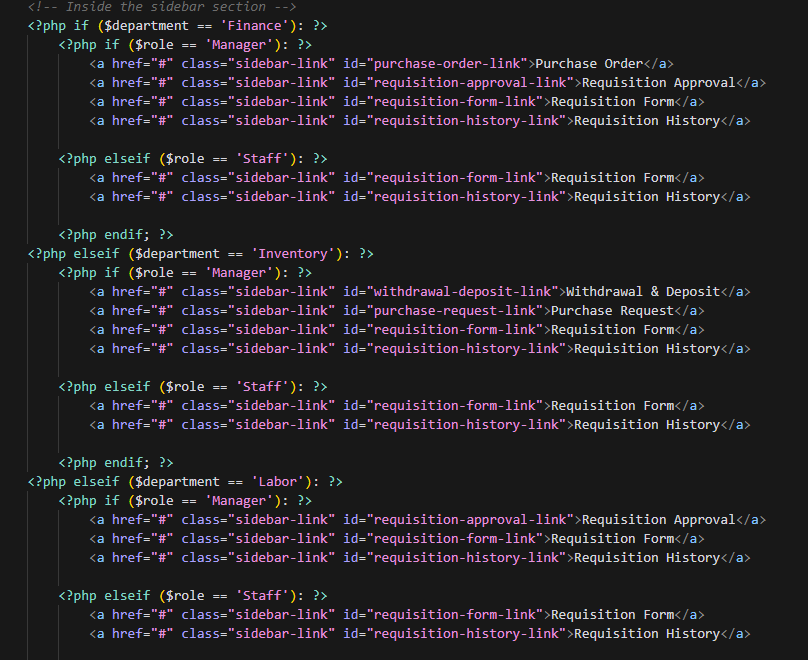 <!-- Inside the sidebar section -->
<?php if ($department == 'Finance'): ?>
<?php if ($role == 'Manager'): ?>
<a href="#" class="sidebar-link" id="purchase-order-link">Purchase Order</a>
<a href="#" class="sidebar-link" id="requisition-approval-link">Requisition Approval</a>
<a href="#" class="sidebar-link" id="requisition-form-link">Requisition Form</a>
<a href="#" class="sidebar-link" id="requisition-history-link">Requisition History</a>
<?php elseif ($role == 'Staff'): ?>
<a href="#" class="sidebar-link" id="requisition-form-link">Requisition Form</a>
<a href="#" class="sidebar-link" id="requisition-history-link">Requisition History</a>
<?php endif; ?>
<?php elseif ($department == 'Inventory'): ?>
<?php if ($role == 'Manager'): ?>
<a href="#" class="sidebar-link" id="withdrawal-deposit-link">Withdrawal & Deposit</a>
<a href="#" class="sidebar-link" id="purchase-request-link">Purchase Request</a>
<a href="#" class="sidebar-link" id="requisition-form-link">Requisition Form</a>
<a href="#" class="sidebar-link" id="requisition-history-link">Requisition History</a>
<?php elseif ($role == 'Staff'): ?>
<a href="#" class="sidebar-link" id="requisition-form-link">Requisition Form</a>
<a href="#" class="sidebar-link" id="requisition-history-link">Requisition History</a>
<?php endif; ?>
<?php elseif ($department == 'Labor'): ?>
<?php if ($role == 'Manager'): ?>
<a href="#" class="sidebar-link" id="requisition-approval-link">Requisition Approval</a>
<a href="#" class="sidebar-link" id="requisition-form-link">Requisition Form</a>
<a href="#" class="sidebar-link" id="requisition-history-link">Requisition History</a>
<?php elseif ($role == 'Staff'): ?>
<a href="#" class="sidebar-link" id="requisition-form-link">Requisition Form</a>
<a href="#" class="sidebar-link" id="requisition-history-link">Requisition History</a>